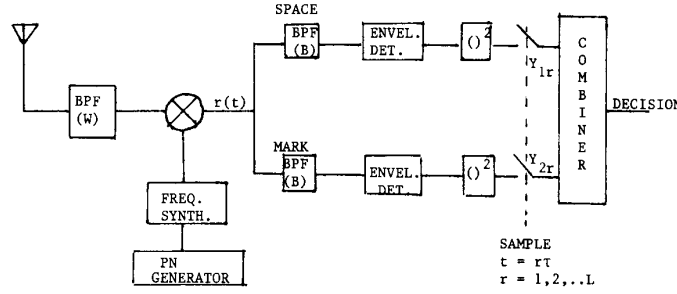 SPACE
BPF
(B)
ENVEL.
DET.
( )²
Y1r
COMBINER
DECISION
BPF
(W)
r(t)
MARK
BPF
(B)
ENVEL.
DET.
( )²
Y2r
FREQ.
SYNTH.
PN
GENERATOR
SAMPLE
t = rτ
r = 1,2,..L